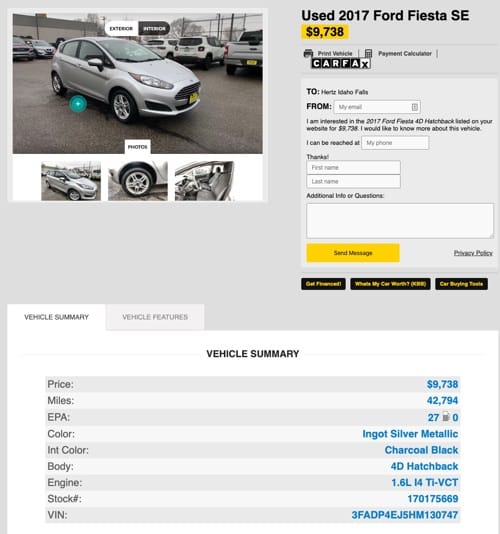 Used 2017 Ford Fiesta SE
$9,738
EXTERIOR INTERIOR
PHOTOS
Print Vehicle | Payment Calculator |
CARFAX
TO: Hertz Idaho Falls
FROM: My email
I am interested in the 2017 Ford Fiesta 4D Hatchback listed on your
website for $9,738. I would like to know more about this vehicle.
I can be reached at My phone
Thanks!
First name
Last name
Additional Info or Questions:
Send Message Privacy Policy
Get Financed! Whats My Car Worth? (KBB) Car Buying Tools
VEHICLE SUMMARY VEHICLE FEATURES
VEHICLE SUMMARY
Price: $9,738
Miles: 42,794
EPA: 27 0
Color: Ingot Silver Metallic
Int Color: Charcoal Black
Body: 4D Hatchback
Engine: 1.6L I4 Ti-VCT
Stock#: 170175669
VIN: 3FADP4EJ5HM130747